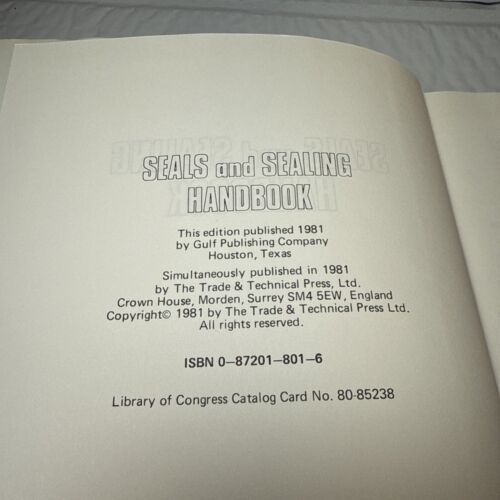 SEALS and SEALING
HANDBOOK
This edition published 1981
by Gulf Publishing Company
Houston, Texas
Simultaneously published in 1981
by The Trade & Technical Press, Ltd.
Crown House, Morden, Surrey SM4 5EW, England
Copyright© 1981 by The Trade & Technical Press Ltd.
All rights reserved.
ISBN 0—87201—801—6
Library of Congress Catalog Card No. 80-85238